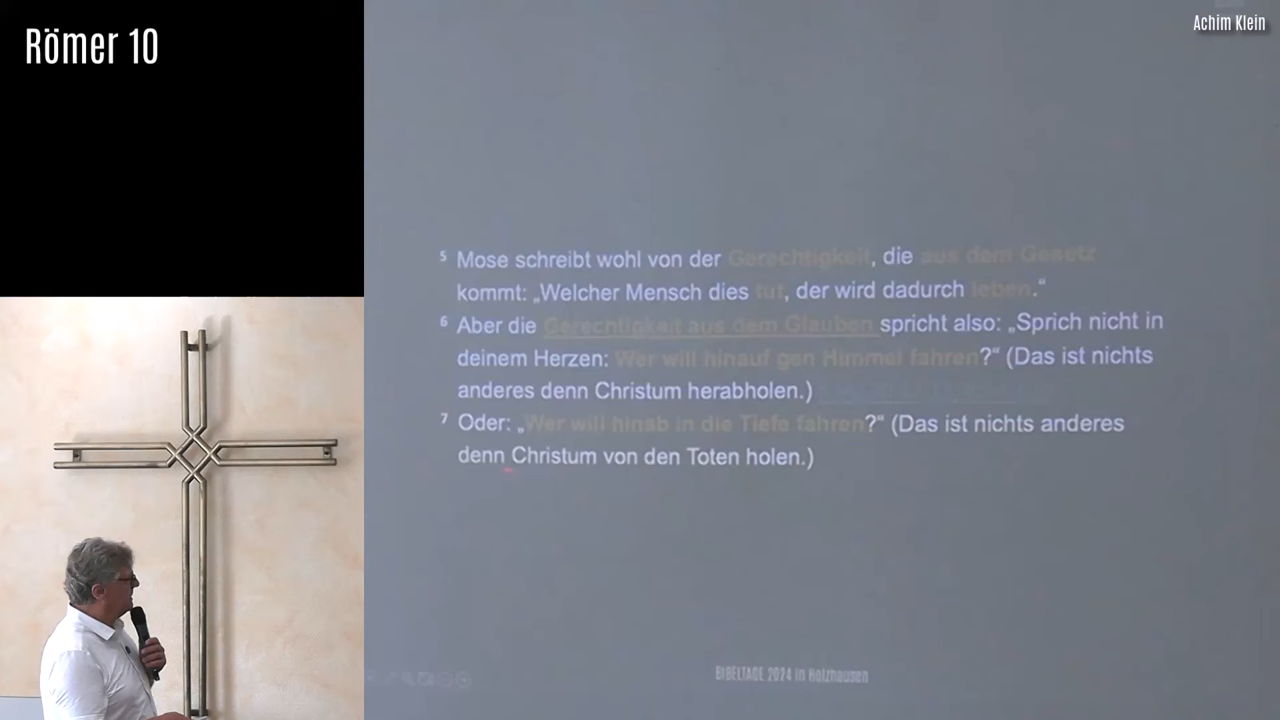 Römer 10
Achim Klein
5 Mose schreibt wohl von der Gerechtigkeit, die aus dem Gesetz
kommt: „Welcher Mensch dies tut, der wird dadurch leben.“
6 Aber die Gerechtigkeit aus dem Glauben spricht also: „Sprich nicht in
deinem Herzen: Wer will hinauf gen Himmel fahren?“ (Das ist nichts
anderes denn Christum herabholen.)
7 Oder: „Wer will hinab in die Tiefe fahren?“ (Das ist nichts anderes
denn Christum von den Toten holen.)
BIBELTAGE 2024 in Holzhausen